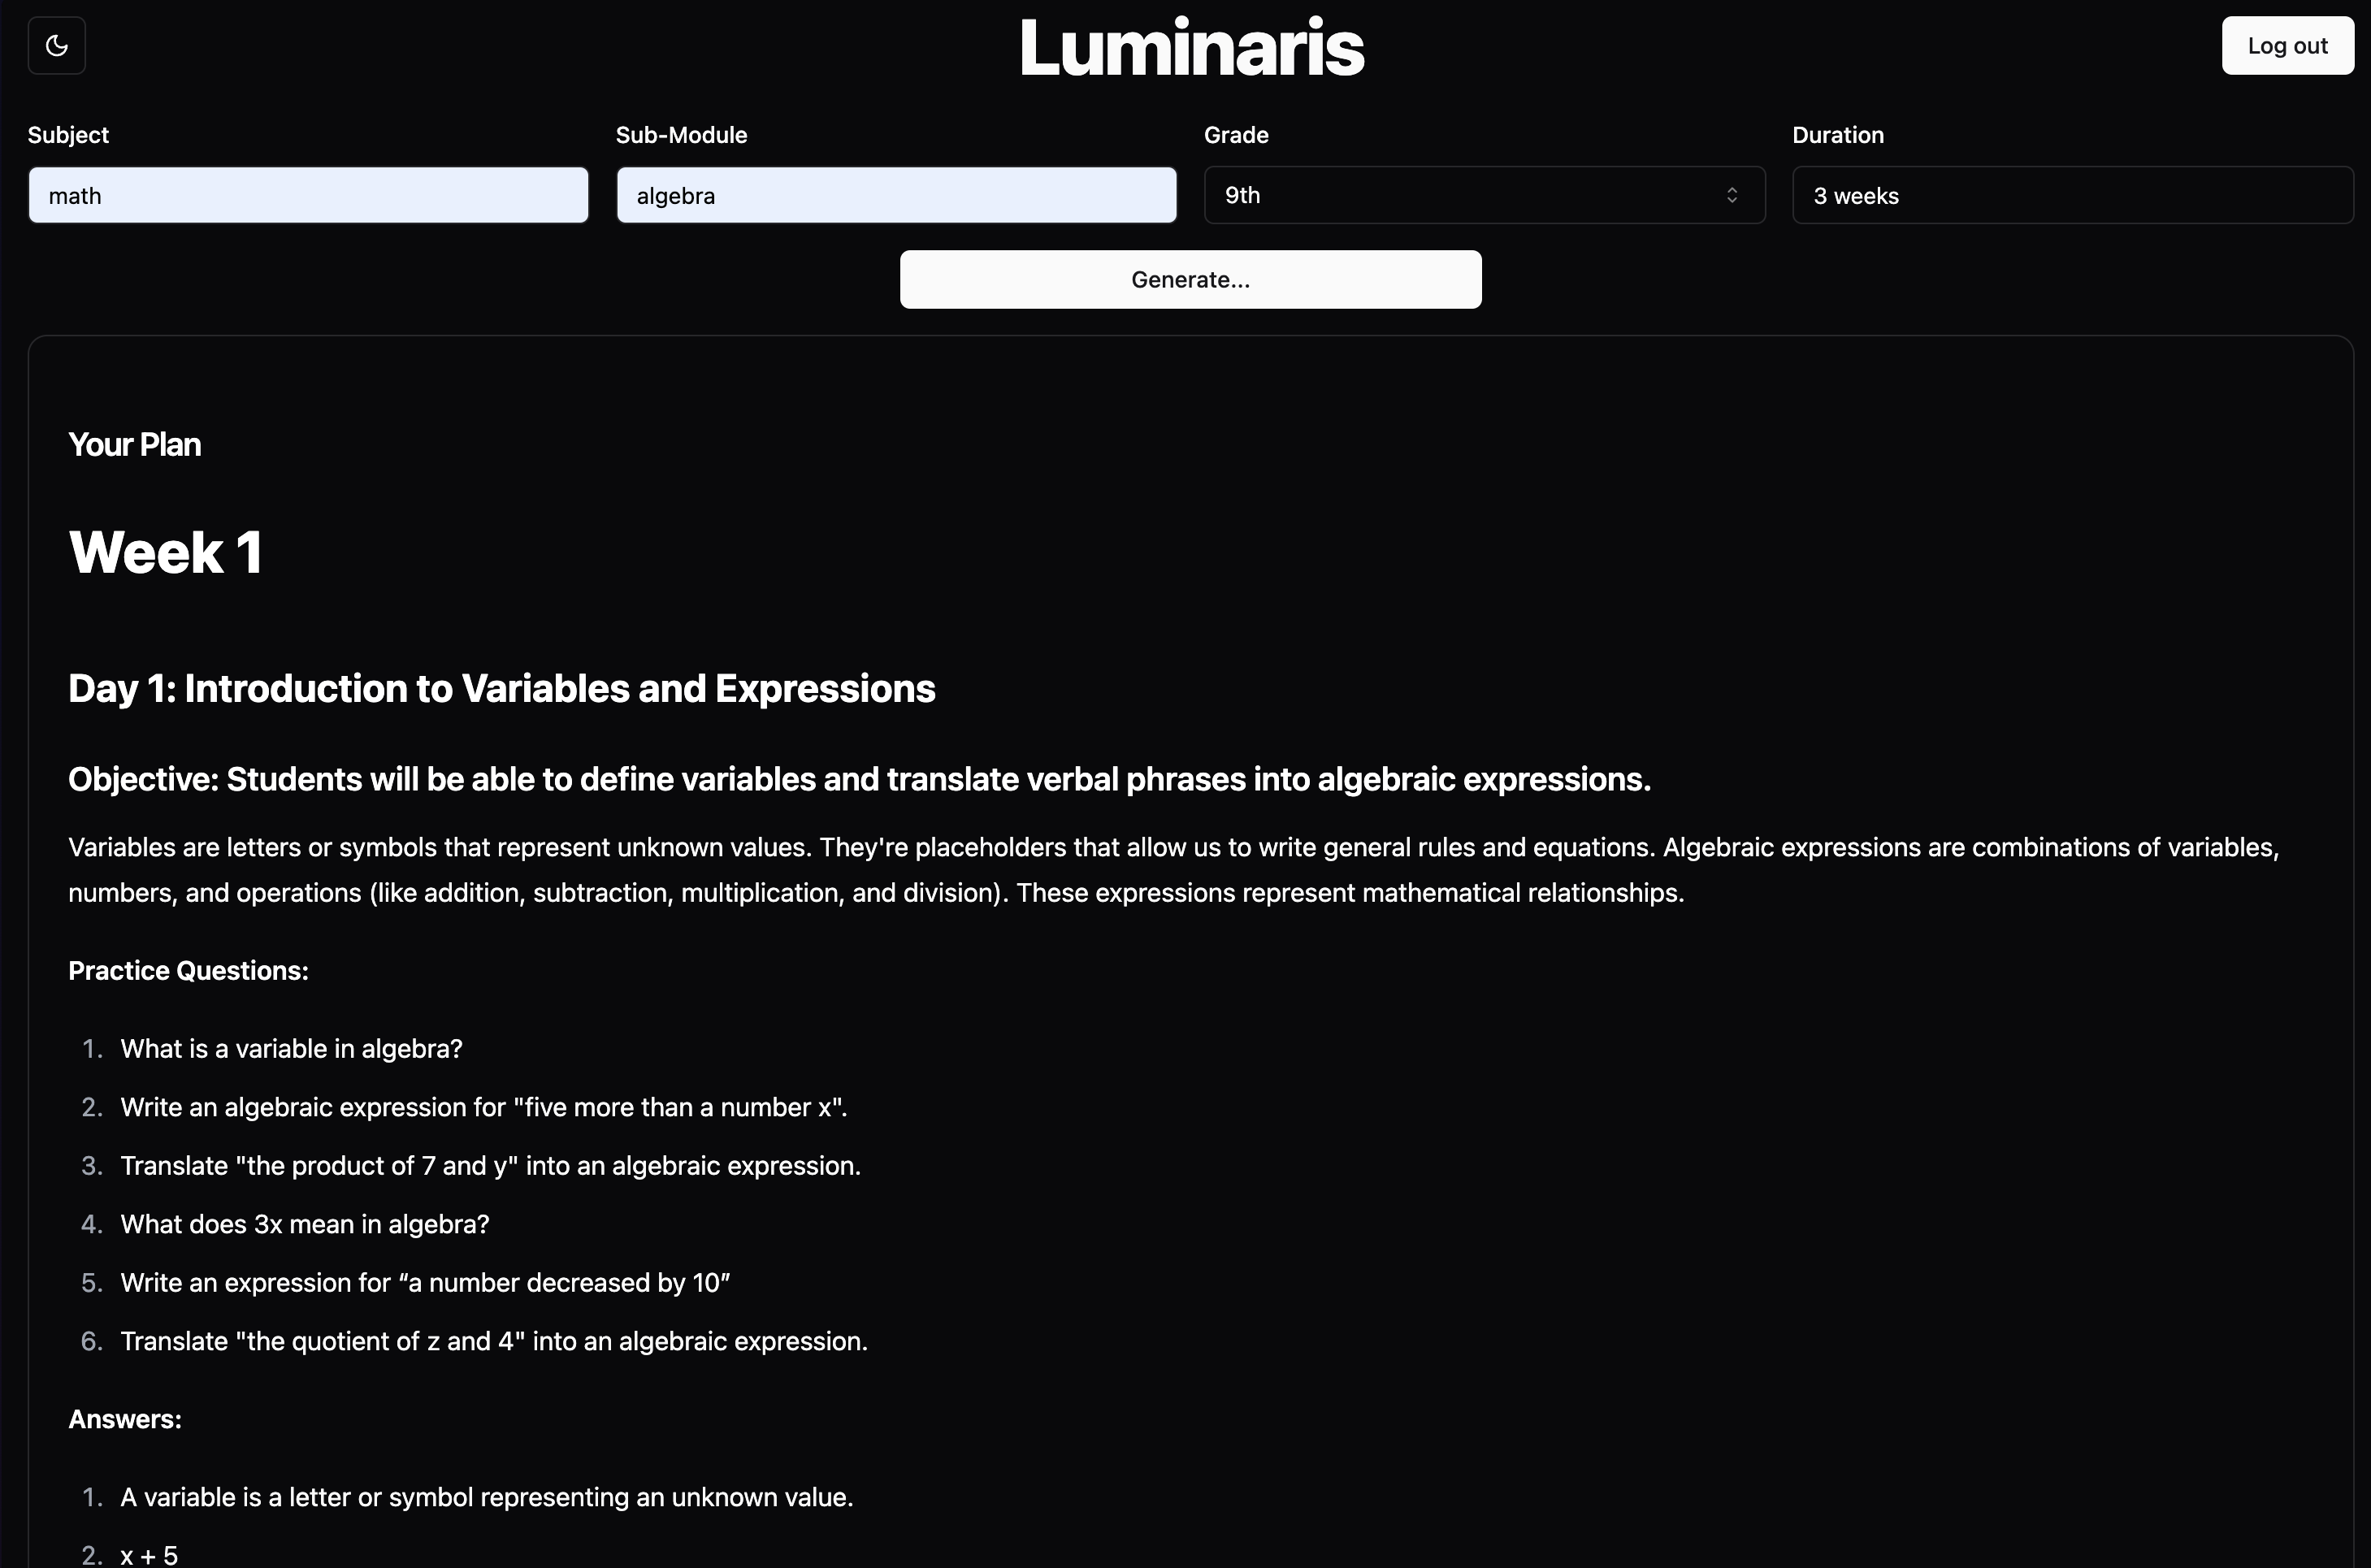 Luminaris
Log out
Subject
Sub-Module
Grade
Duration
math
algebra
9th
3 weeks
Generate...
Your Plan
Week 1
Day 1: Introduction to Variables and Expressions
Objective: Students will be able to define variables and translate verbal phrases into algebraic expressions.
Variables are letters or symbols that represent unknown values. They're placeholders that allow us to write general rules and equations. Algebraic expressions are combinations of variables,
numbers, and operations (like addition, subtraction, multiplication, and division). These expressions represent mathematical relationships.
Practice Questions:
1. What is a variable in algebra?
2. Write an algebraic expression for "five more than a number x".
3. Translate "the product of 7 and y" into an algebraic expression.
4. What does 3x mean in algebra?
5. Write an expression for “a number decreased by 10”
6. Translate "the quotient of z and 4" into an algebraic expression.
Answers:
1. A variable is a letter or symbol representing an unknown value.
2. x + 5